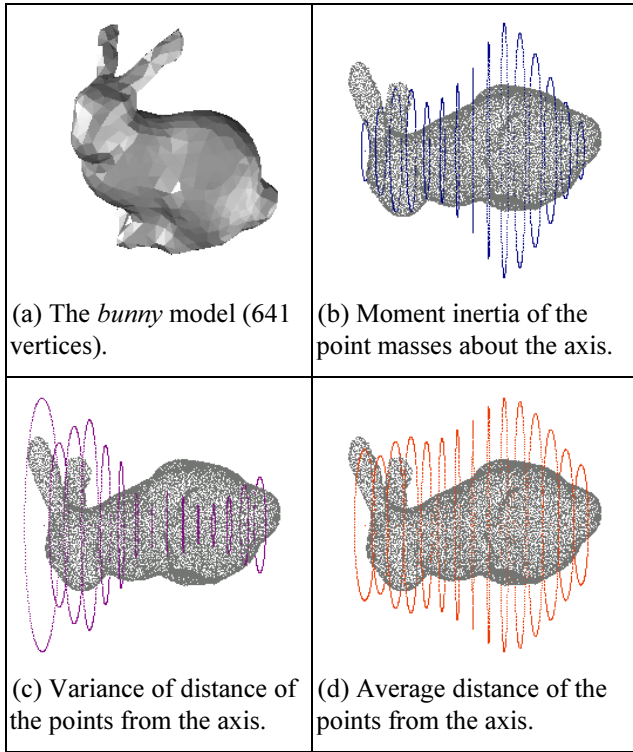 (a) The bunny model (641
vertices).
(b) Moment inertia of the
point masses about the axis.
(c) Variance of distance of
the points from the axis.
(d) Average distance of the
points from the axis.